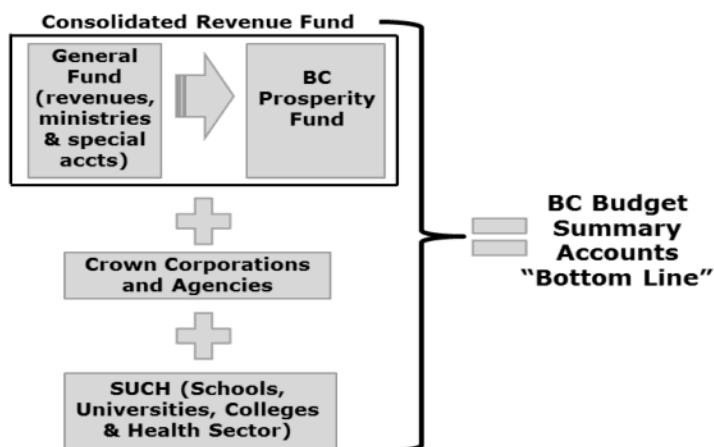 Consolidated Revenue Fund
General
Fund
(revenues,
ministries
& special
accts)
BC
Prosperity
Fund
Crown Corporations
and Agencies
SUCH (Schools,
Universities, Colleges
& Health Sector)
BC Budget
Summary
Accounts
“Bottom Line”